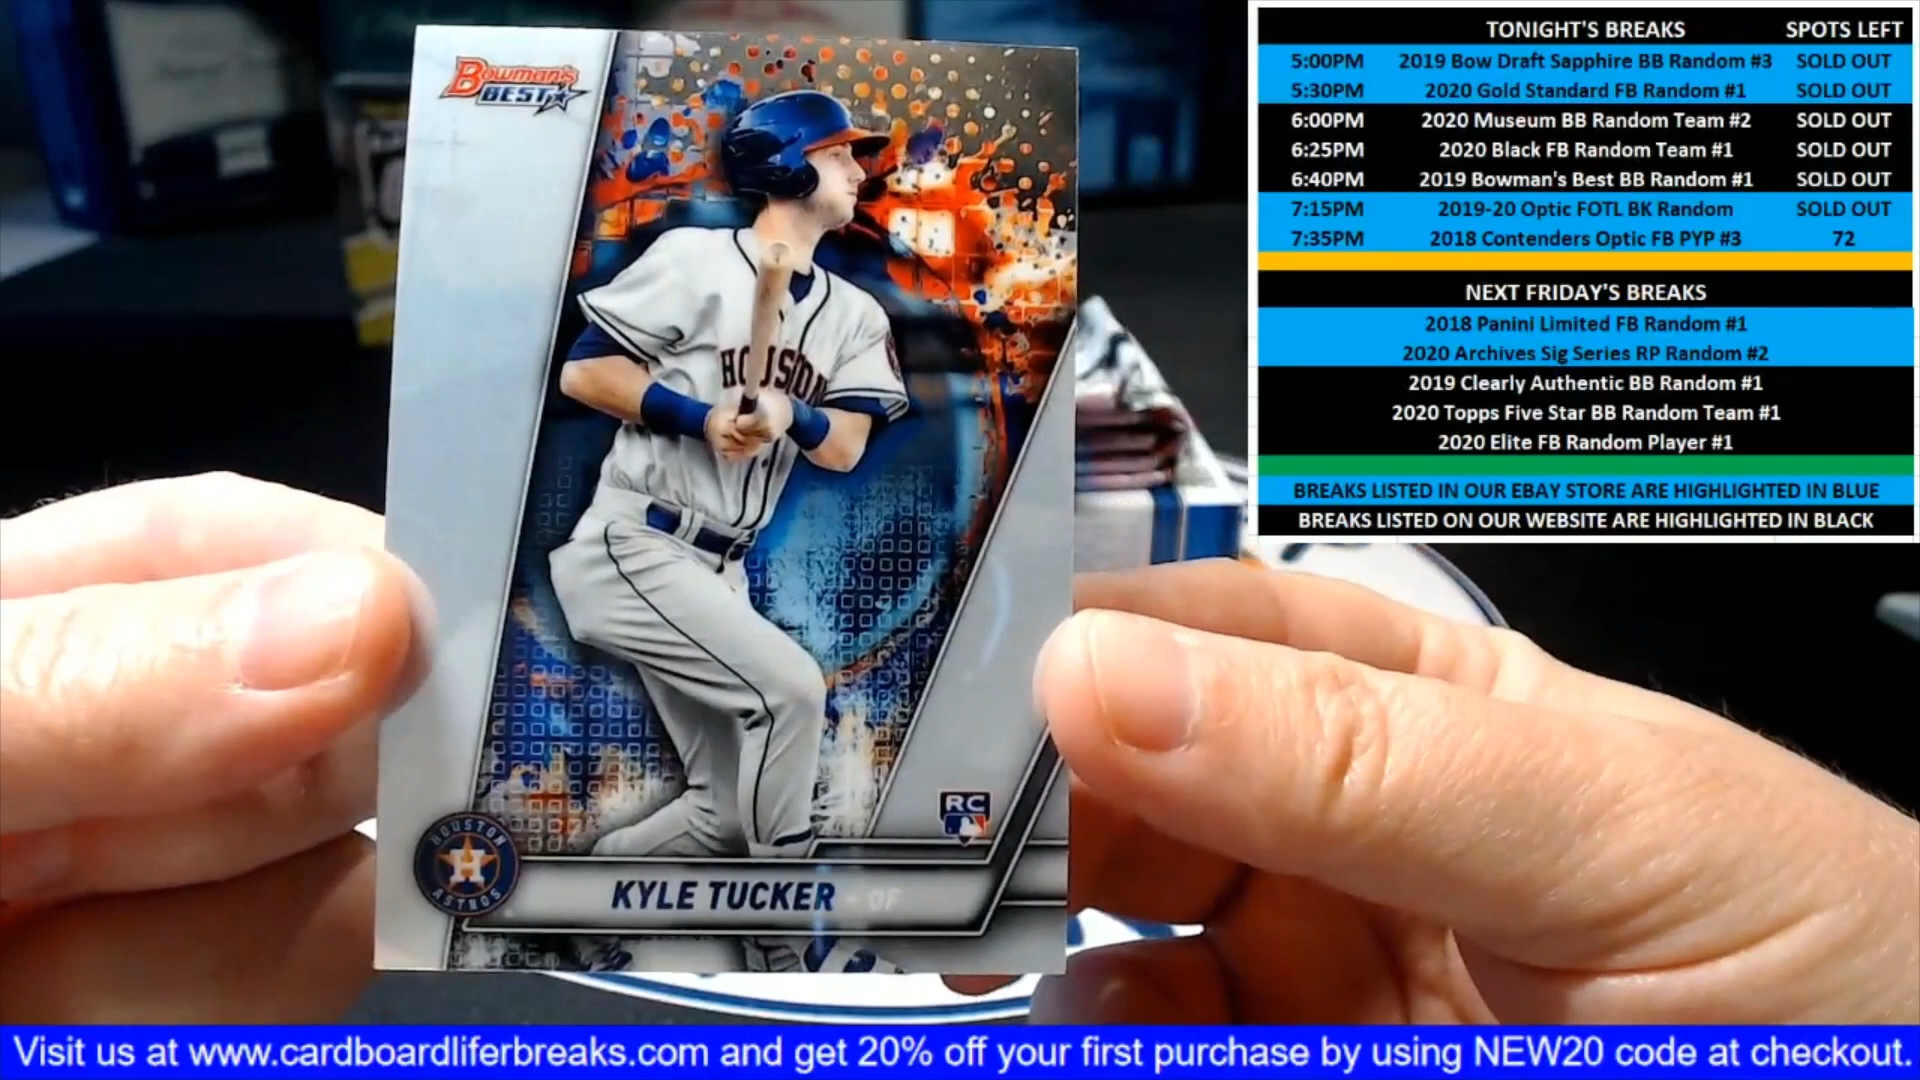 Bowman's
BEST
HOUSTON
RC
HOUSTON
H
ASTROS
KYLE TUCKER - OF
TONIGHT'S BREAKS SPOTS LEFT
5:00PM 2019 Bow Draft Sapphire BB Random #3 SOLD OUT
5:30PM 2020 Gold Standard FB Random #1 SOLD OUT
6:00PM 2020 Museum BB Random Team #2 SOLD OUT
6:25PM 2020 Black FB Random Team #1 SOLD OUT
6:40PM 2019 Bowman's Best BB Random #1 SOLD OUT
7:15PM 2019-20 Optic FOTL BK Random SOLD OUT
7:35PM 2018 Contenders Optic FB PYP #3 72
NEXT FRIDAY'S BREAKS
2018 Panini Limited FB Random #1
2020 Archives Sig Series RP Random #2
2019 Clearly Authentic BB Random #1
2020 Topps Five Star BB Random Team #1
2020 Elite FB Random Player #1
BREAKS LISTED IN OUR EBAY STORE ARE HIGHLIGHTED IN BLUE
BREAKS LISTED ON OUR WEBSITE ARE HIGHLIGHTED IN BLACK
Visit us at www.cardboardliferbreaks.com and get 20% off your first purchase by using NEW20 code at checkout.